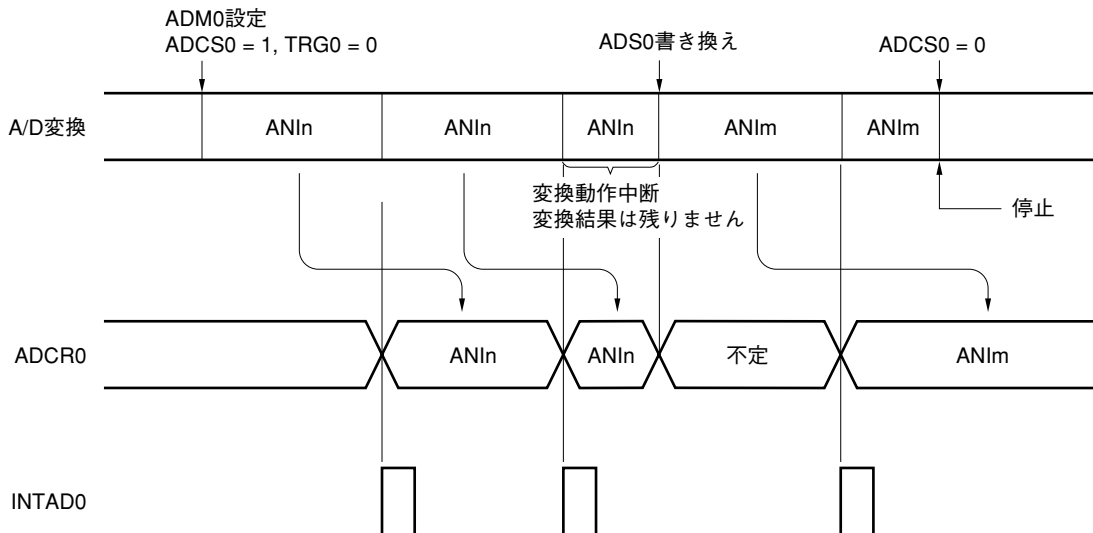 ADM0設定
ADCS0 = 1, TRG0 = 0
ADS0書き換え
ADCS0 = 0
A/D変換
ANIn
ANIn
ANIn
ANIm
ANIm
変換動作中断
変換結果は残りません
停止
ADCR0
ANIn
ANIn
不定
ANIm
INTAD0